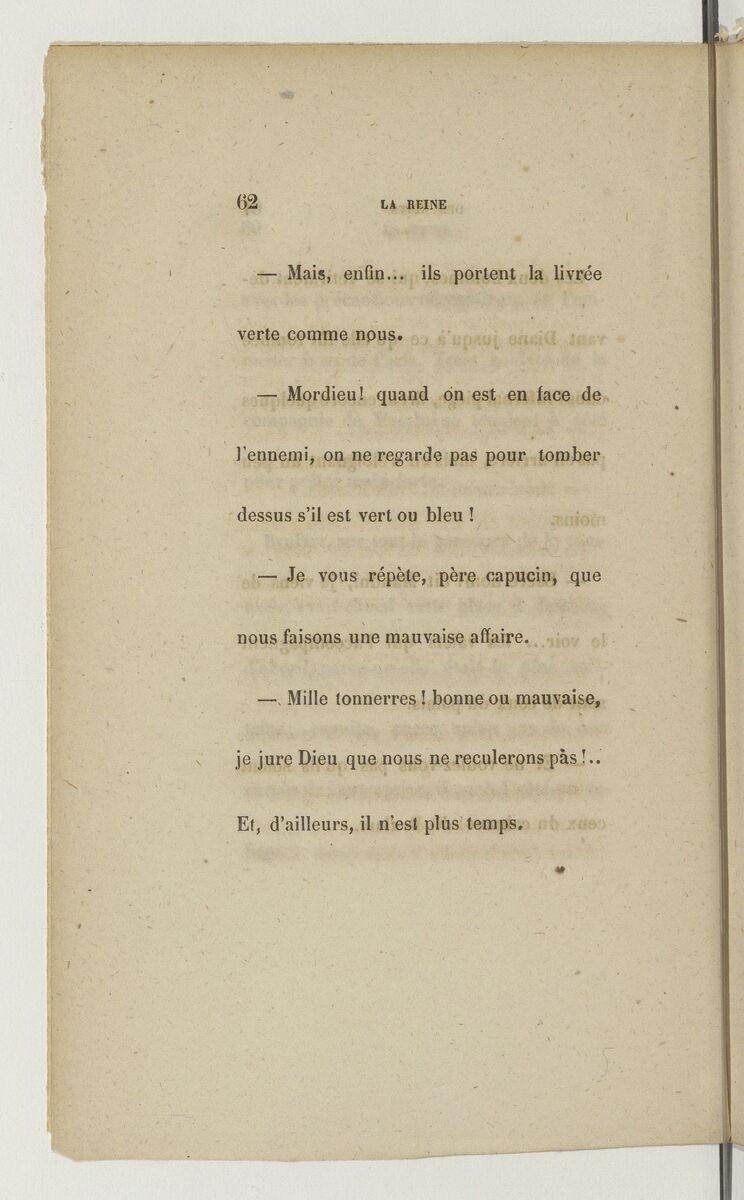 62 LA REINE
— Mais, enfin... ils portent la livrée
verte comme nous.
— Mordieu! quand on est en face de
l'ennemi, on ne regarde pas pour tomber
dessus s'il est vert ou bleu !
— Je vous répète, père capucin, que
nous faisons une mauvaise affaire.
— Mille tonnerres ! bonne ou mauvaise,
je jure Dieu que nous ne reculerons pas !..
Et, d'ailleurs, il n'est plus temps.
5